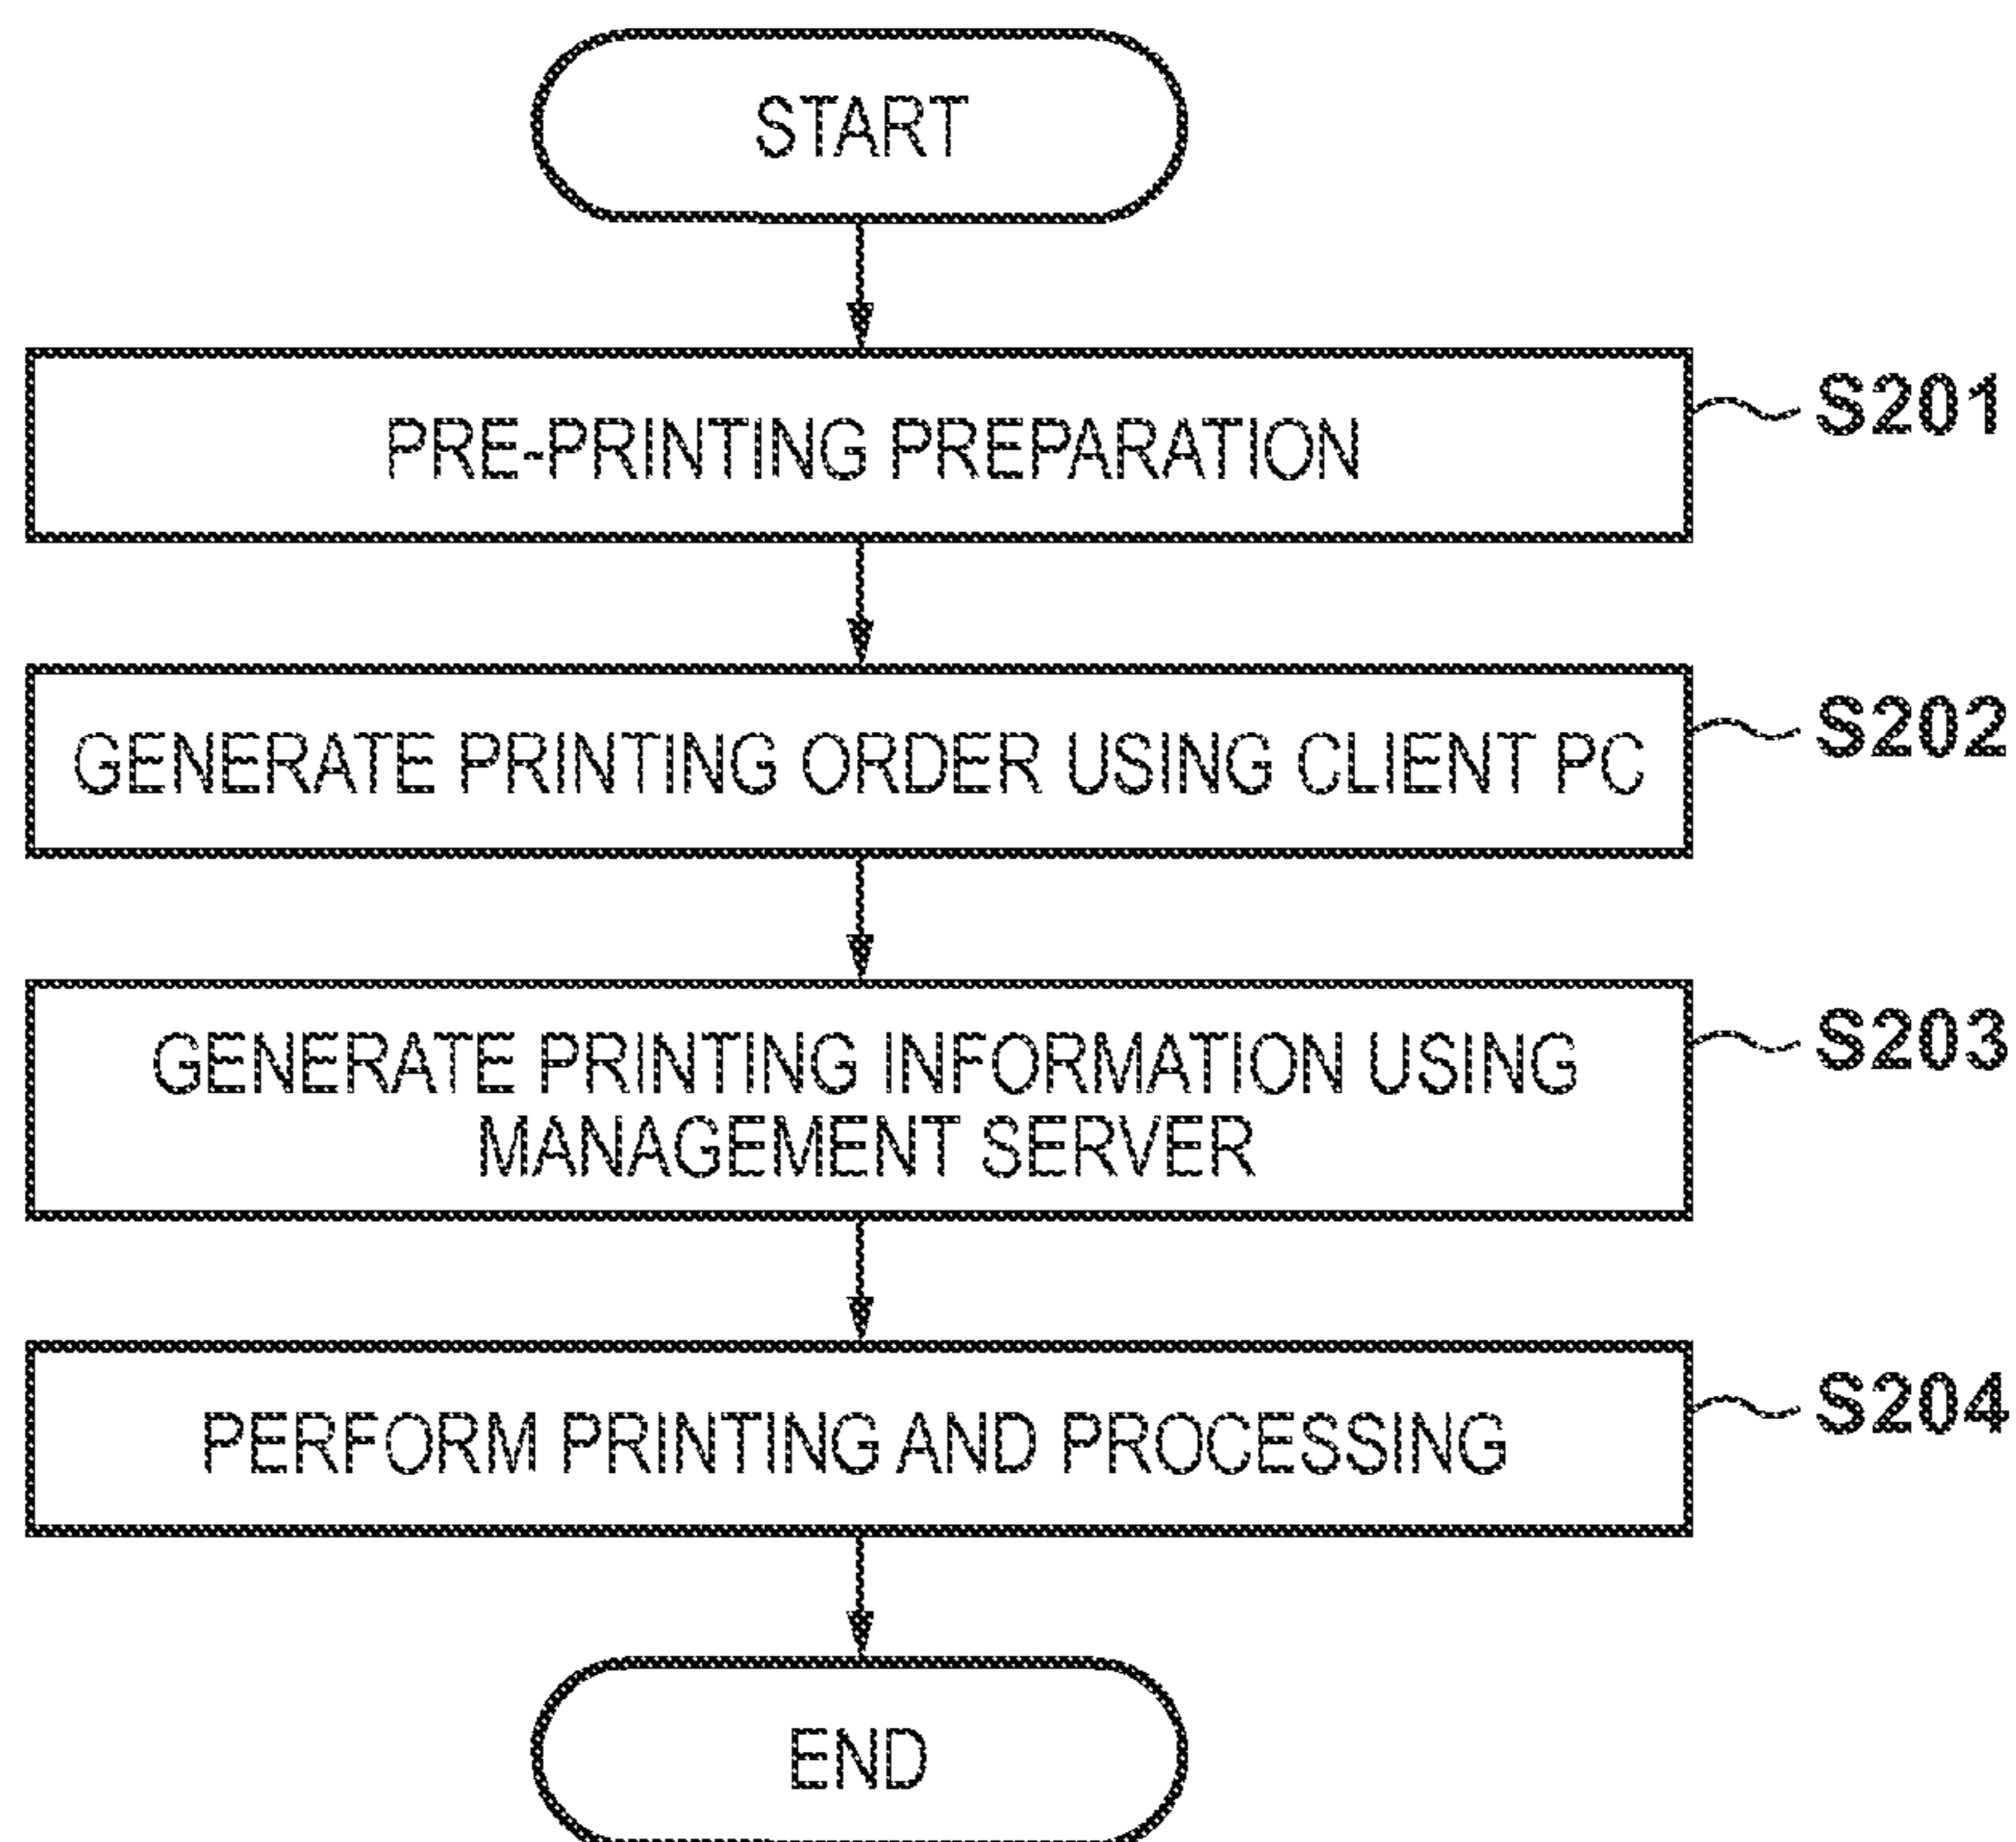 START
PRE-PRINTING PREPARATION
S201
GENERATE PRINTING ORDER USING CLIENT PC
S202
GENERATE PRINTING INFORMATION USING
MANAGEMENT SERVER
S203
PERFORM PRINTING AND PROCESSING
S204
END